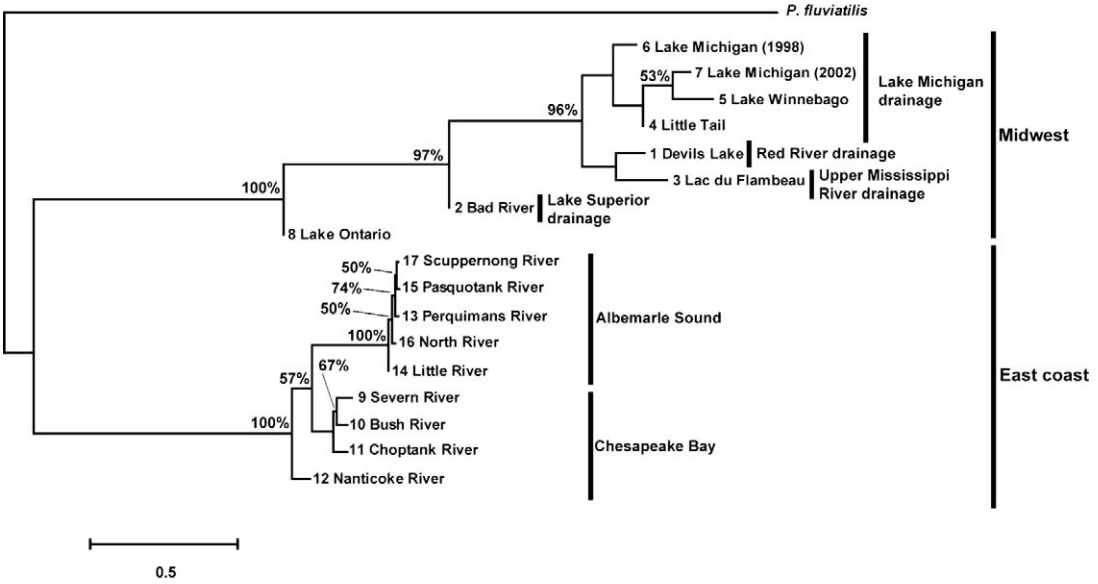 P. fluviatilis
6 Lake Michigan (1998)
53%
7 Lake Michigan (2002)
5 Lake Winnebago
4 Little Tail
Lake Michigan
drainage
96%
1 Devils Lake
Red River drainage
3 Lac du Flambeau
Upper Mississippi
River drainage
97%
2 Bad River
Lake Superior
drainage
100%
8 Lake Ontario
Midwest
17 Scuppernong River
50%
15 Pasquotank River
74%
13 Perquimans River
50%
16 North River
100%
14 Little River
Albemarle Sound
67%
57%
9 Severn River
10 Bush River
100%
11 Choptank River
12 Nanticoke River
Chesapeake Bay
East coast
0.5